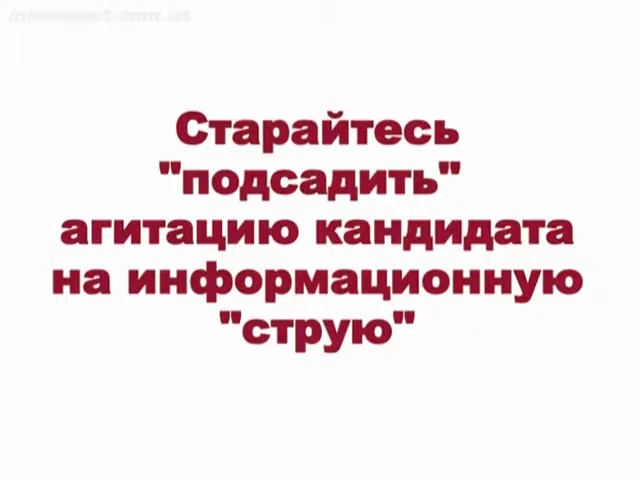 Старайтесь
"подсадить"
агитацию кандидата
на информационную
"струю"